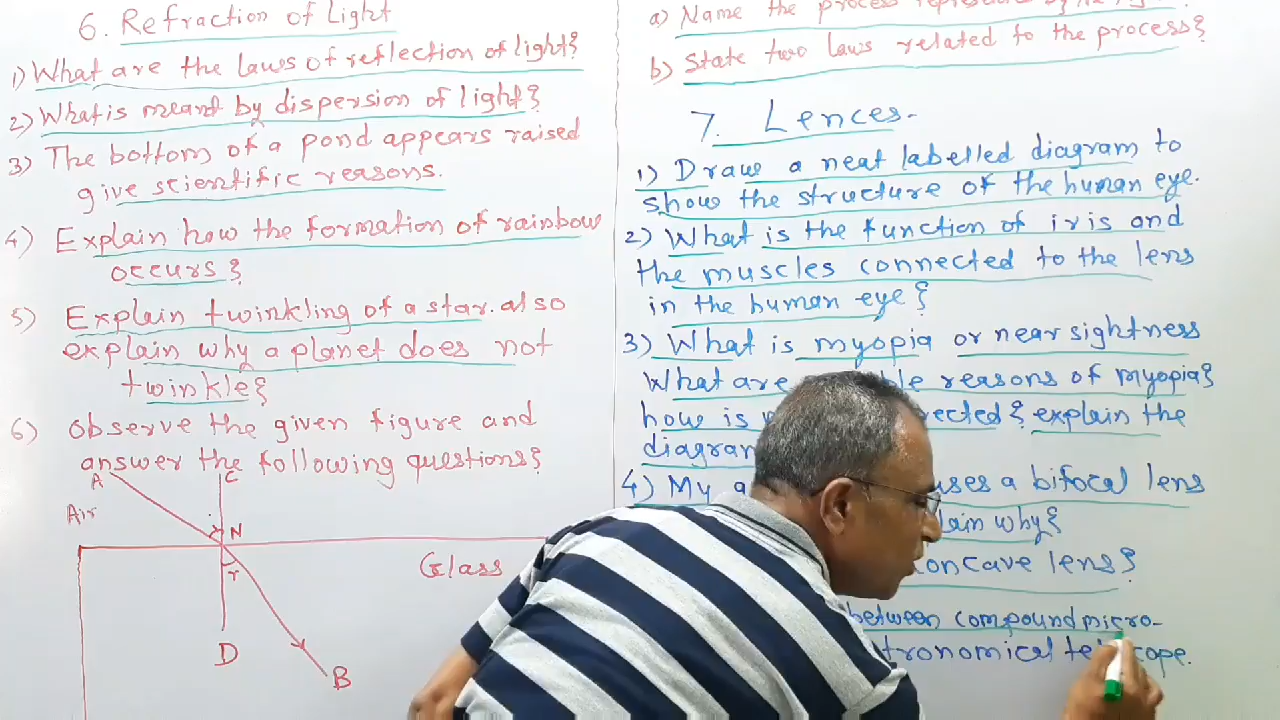 6. Refraction of Light
1) What are the laws of reflection of light?
2) What is meant by dispersion of light?
3) The bottom of a pond appears raised
give scientific reasons.
4) Explain how the formation of rainbow
occurs?
5) Explain twinkling of a star. also
explain why a planet does not
twinkle?
6) observe the given figure and
answer the following questions?
A
C
Air
i
N
r
Glass
D
B
a) Name the process
b) State two laws related to the process?
7. Lences.
1) Draw a neat labelled diagram to
show the structure of the human eye.
2) What is the function of iris and
the muscles connected to the lens
in the human eye?
3) What is myopia or near sightness
What are reasons of myopia?
how is explain the
diagram
4) My uses a bifocal lens
why?
concave lens?
between compound micro-